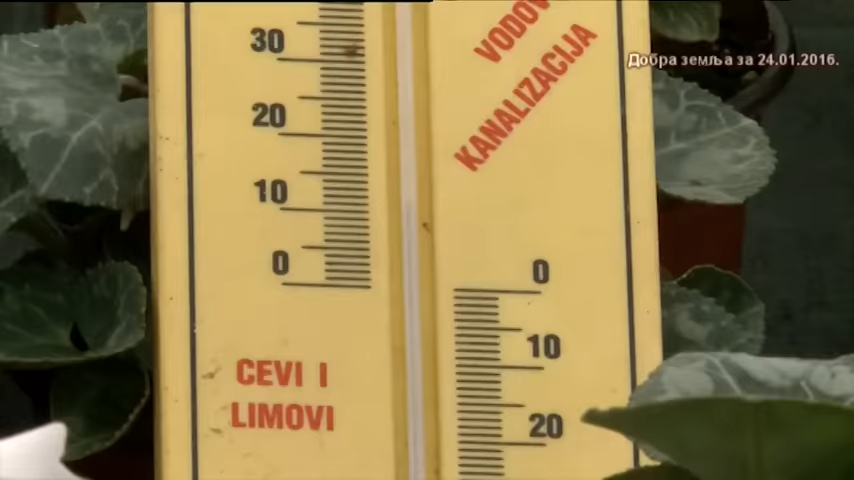 VODOV
KANALIZACIJA
Добра земља за 24.01.2016.
30
20
10
0
0
10
20
CEVI I
LIMOVI